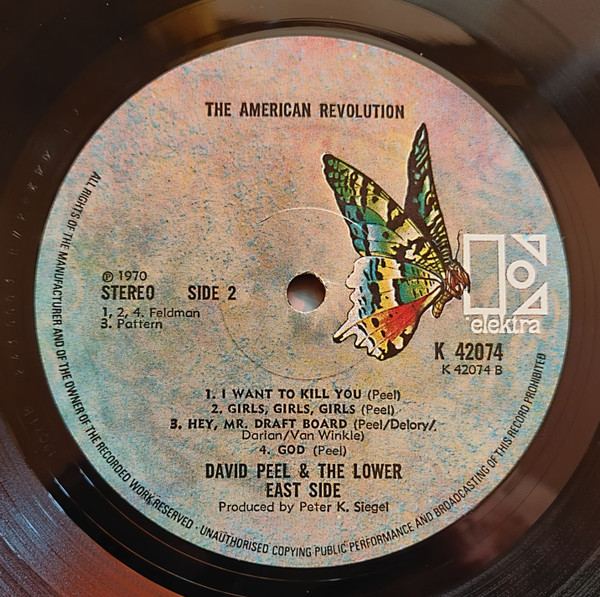 THE AMERICAN REVOLUTION
℗ 1970
STEREO SIDE 2
1, 2, 4. Feldman
3. Pattern
elektra
K 42074
K 42074 B
1. I WANT TO KILL YOU (Peel)
2. GIRLS, GIRLS, GIRLS (Peel)
3. HEY, MR. DRAFT BOARD (Peel/Delory/.
Darian/Van Winkle)
4. GOD (Peel)
DAVID PEEL & THE LOWER
EAST SIDE
Produced by Peter K. Siegel
ALL RIGHTS OF THE MANUFACTURER AND OF THE OWNER OF THE RECORDED WORK RESERVED · UNAUTHORISED COPYING PUBLIC PERFORMANCE AND BROADCASTING OF THIS RECORD PROHIBITED